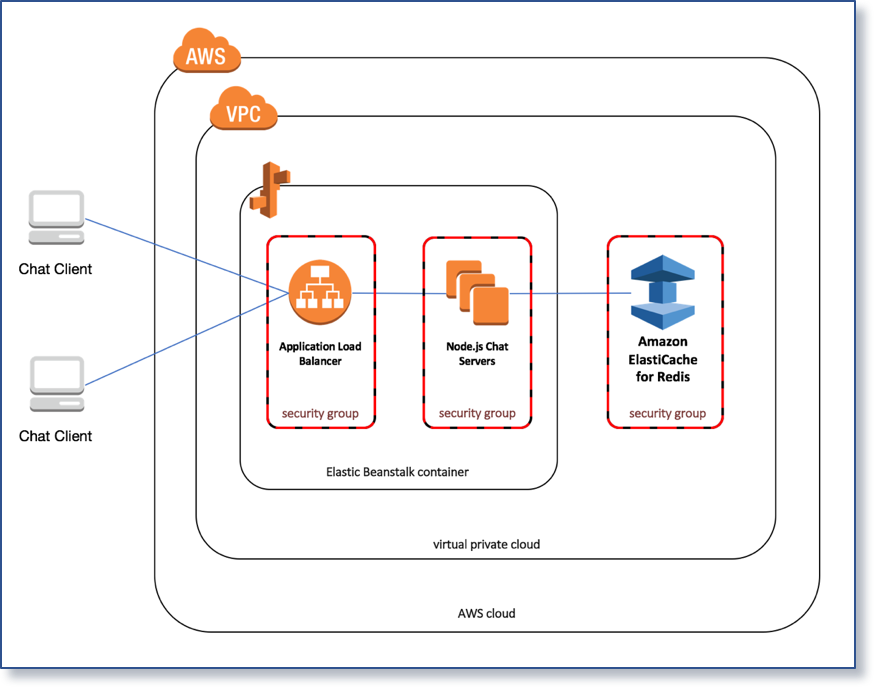 AWS
VPC
Chat Client
Application Load
Balancer
security group
Node.js Chat
Servers
security group
Amazon
ElastiCache
for Redis
security group
Chat Client
Elastic Beanstalk container
virtual private cloud
AWS cloud